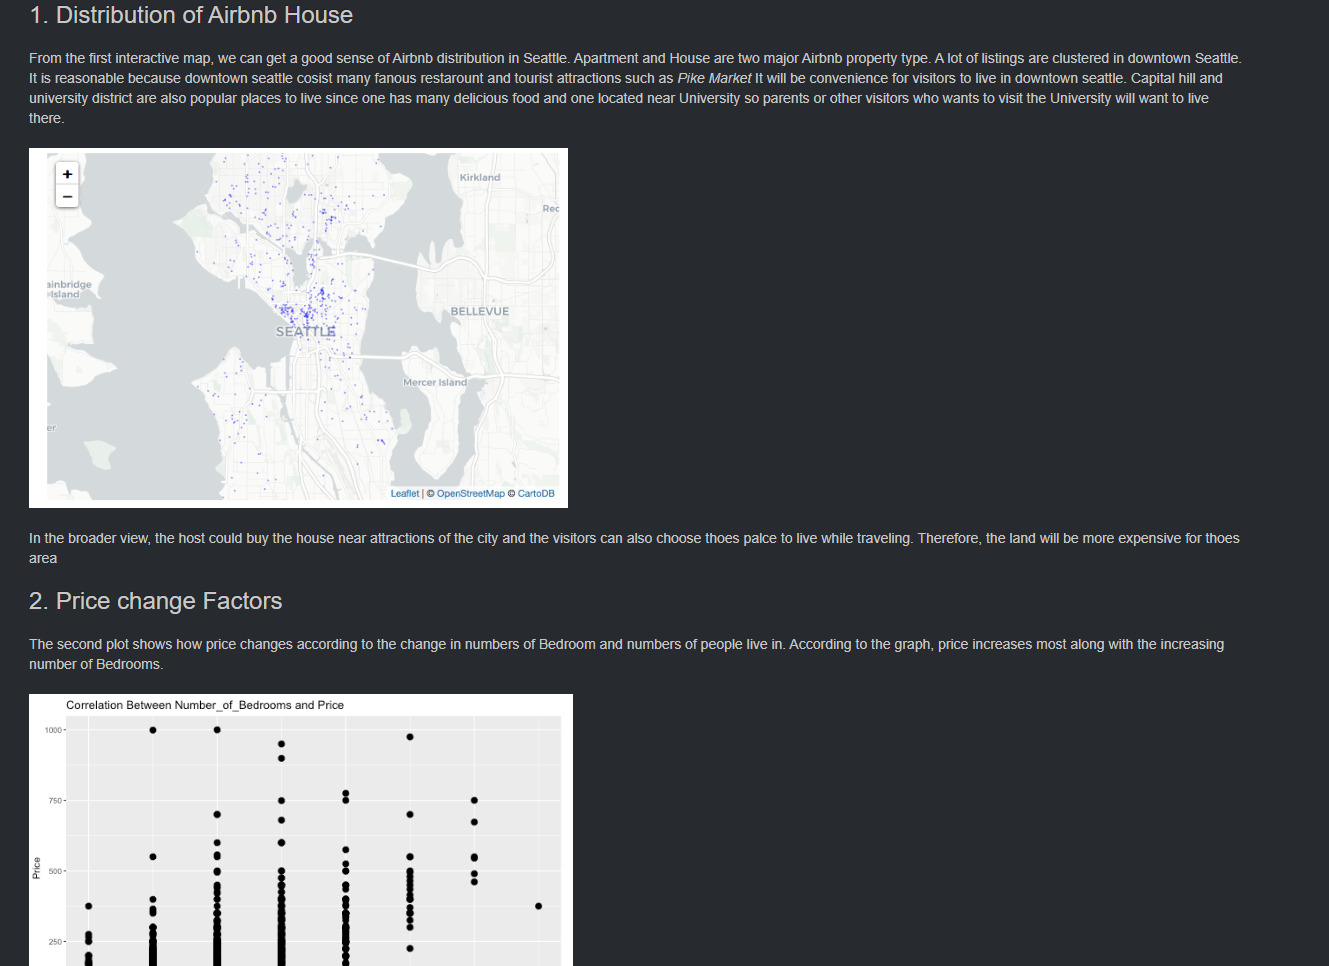 1. Distribution of Airbnb House
From the first interactive map, we can get a good sense of Airbnb distribution in Seattle. Apartment and House are two major Airbnb property type. A lot of listings are clustered in downtown Seattle.
It is reasonable because downtown seattle cosist many fanous restarount and tourist attractions such as Pike Market It will be convenience for visitors to live in downtown seattle. Capital hill and
university district are also popular places to live since one has many delicious food and one located near University so parents or other visitors who wants to visit the University will want to live
there.
+
−
Kirkland
Rec
ainbridge
Island
BELLEVUE
SEATTLE
Mercer Island
er
Leaflet | © OpenStreetMap © CartoDB
In the broader view, the host could buy the house near attractions of the city and the visitors can also choose thoes palce to live while traveling. Therefore, the land will be more expensive for thoes
area
2. Price change Factors
The second plot shows how price changes according to the change in numbers of Bedroom and numbers of people live in. According to the graph, price increases most along with the increasing
number of Bedrooms.
Correlation Between Number_of_Bedrooms and Price
1000
750
Price
500
250